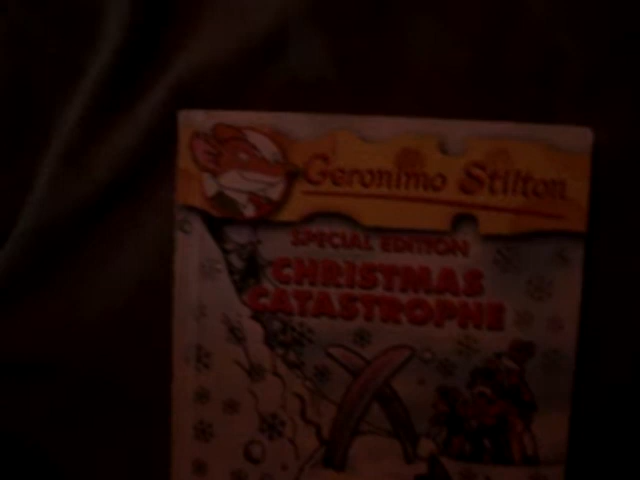 Geronimo Stilton
SPECIAL EDITION
CHRISTMAS
CATASTROPHE